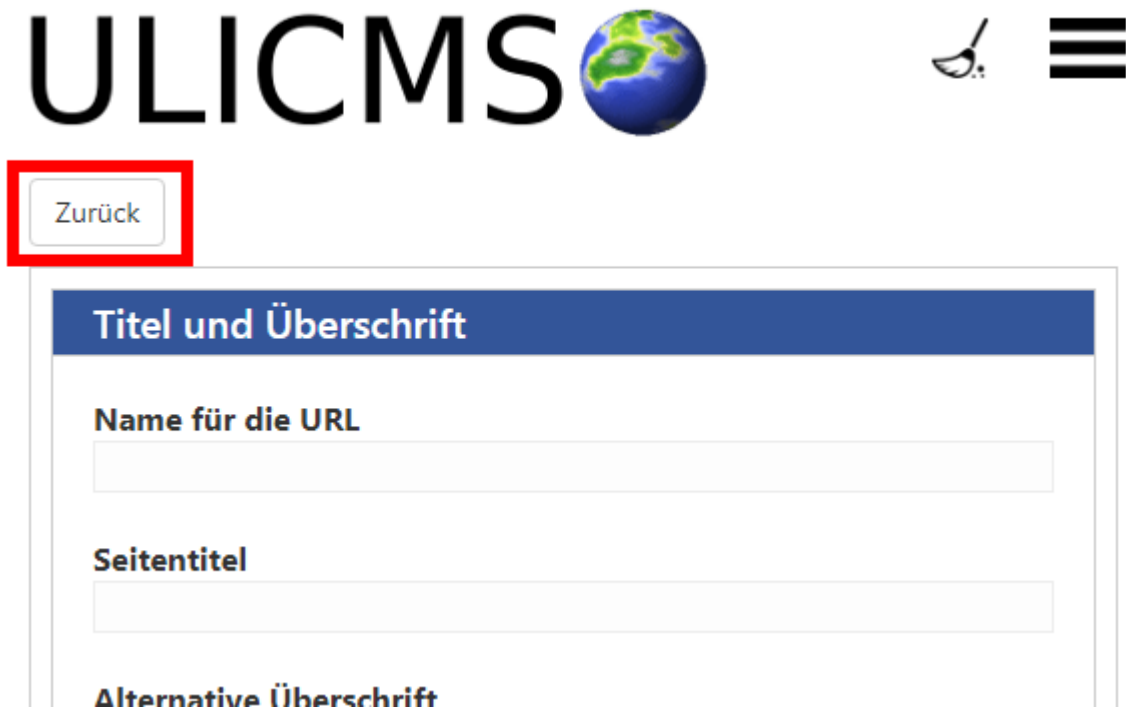 ULICMS
Zurück
Titel und Überschrift
Name für die URL
Seitentitel
Alternative Überschrift